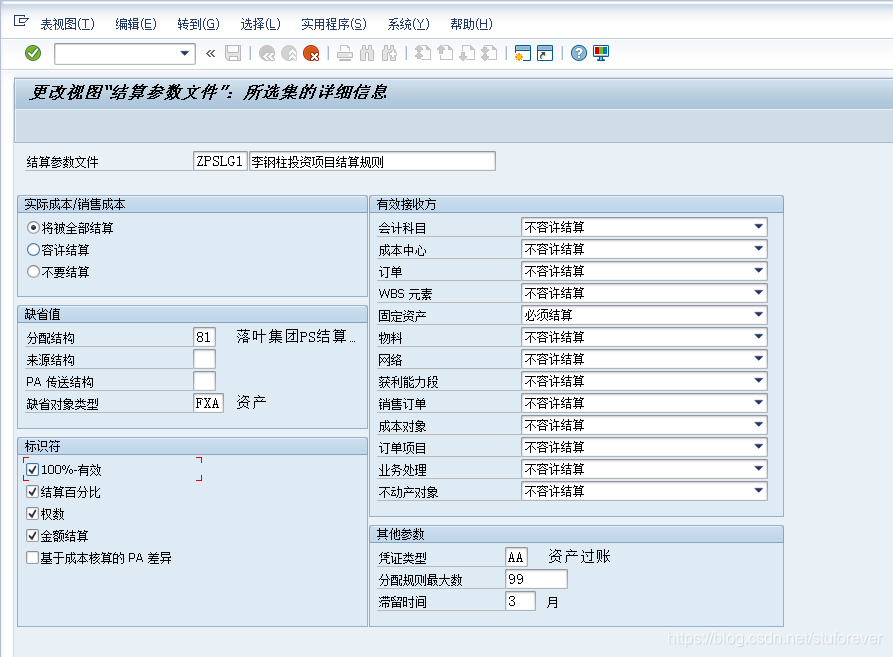 表视图(T) 编辑(E) 转到(G) 选择(L) 实用程序(S) 系统(Y) 帮助(H)
更改视图"结算参数文件": 所选集的详细信息
结算参数文件 ZPSLG1 李钢柱投资项目结算规则
实际成本/销售成本
将被全部结算
容许结算
不要结算
缺省值
分配结构 81 落叶集团PS结算…
来源结构
PA 传送结构
缺省对象类型 FXA 资产
标识符
100%-有效
结算百分比
权数
金额结算
基于成本核算的 PA 差异
有效接收方
会计科目 不容许结算
成本中心 不容许结算
订单 不容许结算
WBS 元素 不容许结算
固定资产 必须结算
物料 不容许结算
网络 不容许结算
获利能力段 不容许结算
销售订单 不容许结算
成本对象 不容许结算
订单项目 不容许结算
业务处理 不容许结算
不动产对象 不容许结算
其他参数
凭证类型 AA 资产过账
分配规则最大数 99
滞留时间 3 月
https://blog.csdn.net/stuforever